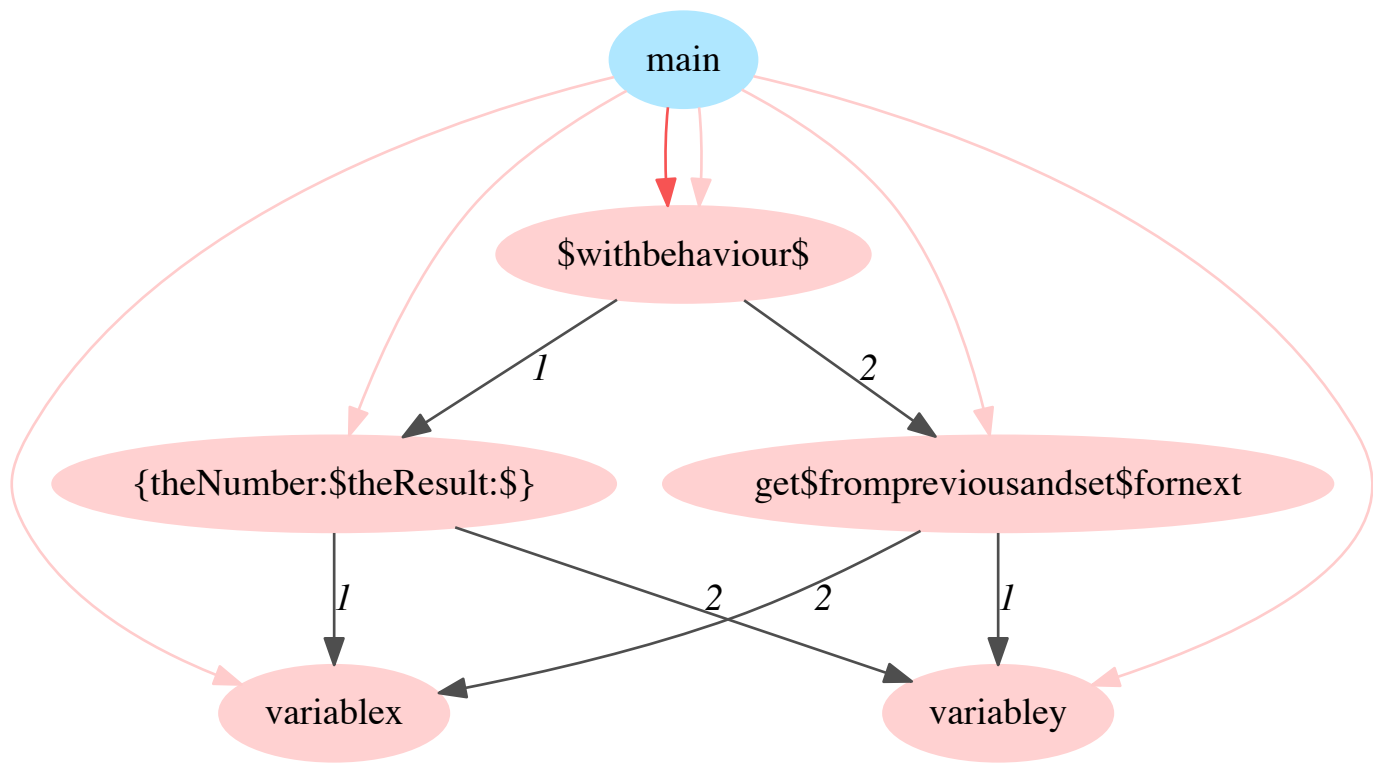 main
$withbehaviour$
1
2
{theNumber:$theResult:$}
get$frompreviousandset$fornext
1
2
2
1
variablex
variabley